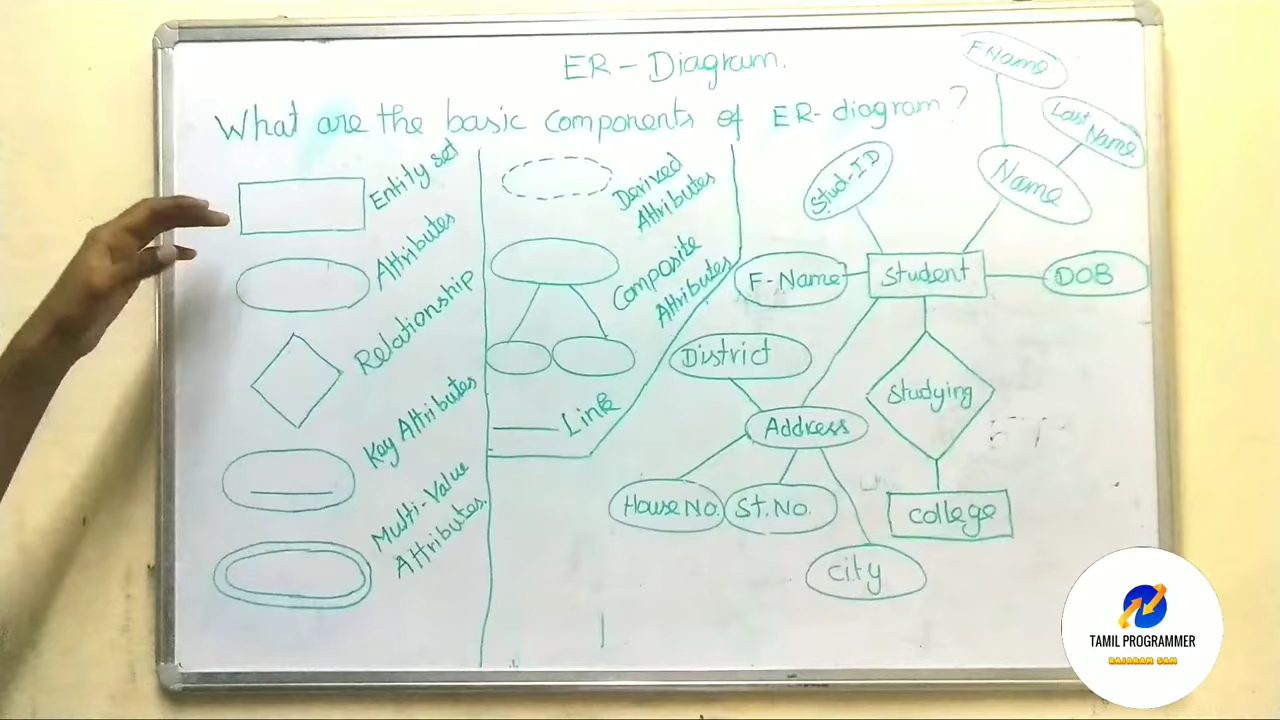 ER - Diagram.
What are the basic components of ER- diagram?
Entity set
Attributes
Relationship
Key Attributes
Multi-Value
Attributes.
Derived
Attributes
Composite
Attributes
Link
F Name
Last
Name
Stud-ID
Name
F-Name
Student
DOB
District
Studying
Address
House No.
St. No.
College
City
TAMIL PROGRAMMER
RAJARAM SAM